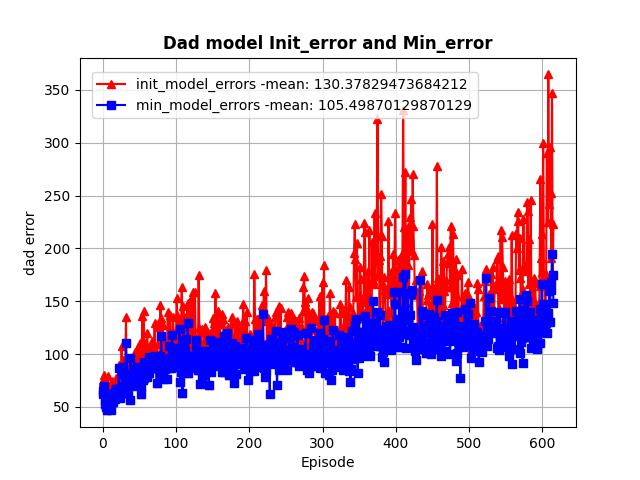 Dad model Init_error and Min_error
init_model_errors -mean: 130.37829473684212
min_model_errors -mean: 105.49870129870129
350
300
250
200
150
100
50
dad error
0 100 200 300 400 500 600
Episode